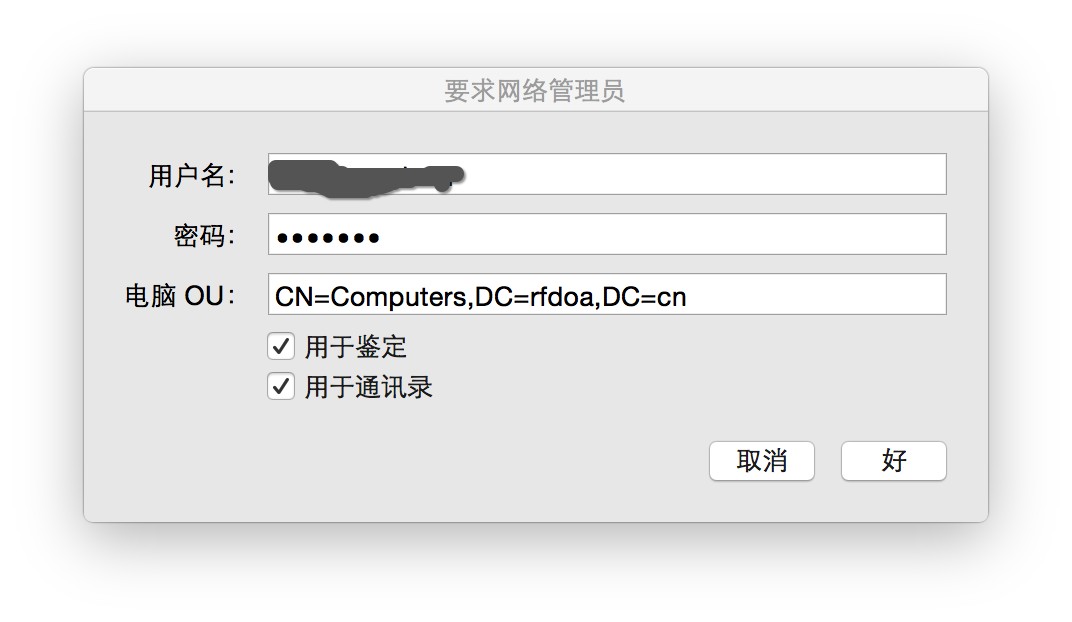 要求网络管理员
用户名：
密码： •••••••
电脑 OU： CN=Computers,DC=rfdoa,DC=cn
用于鉴定
用于通讯录
取消 好